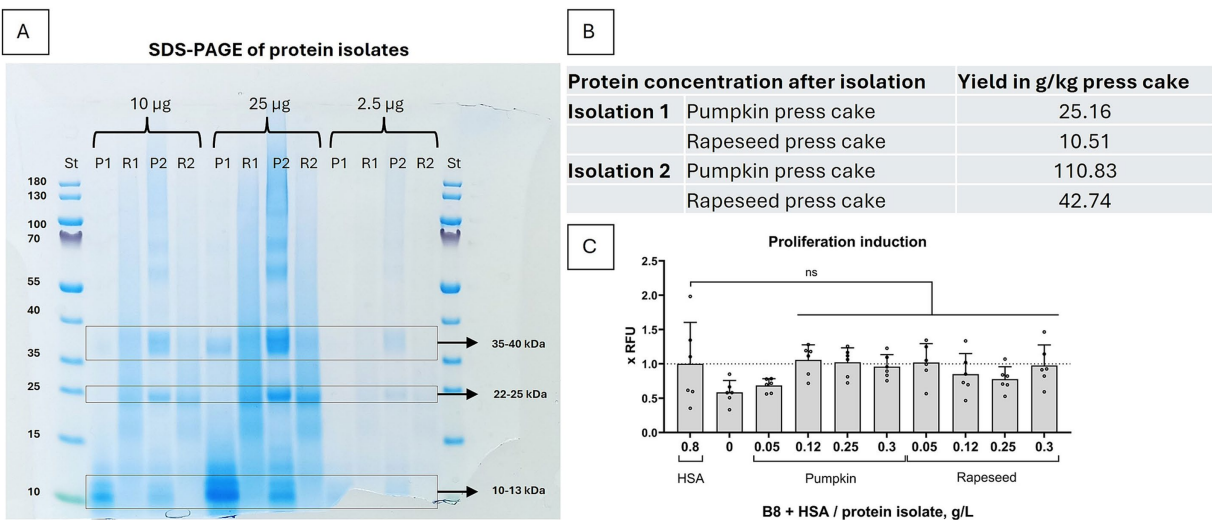 A
SDS-PAGE of protein isolates
10 µg 25 µg 2.5 µg
St P1 R1 P2 R2 P1 R1 P2 R2 P1 R1 P2 R2 St
180
130
100
70
55
40
35
25
15
10
35-40 kDa
22-25 kDa
10-13 kDa
B
Protein concentration after isolation Yield in g/kg press cake
Isolation 1 Pumpkin press cake 25.16
Rapeseed press cake 10.51
Isolation 2 Pumpkin press cake 110.83
Rapeseed press cake 42.74
C
Proliferation induction
ns
x RFU
2.5
2.0
1.5
1.0
0.5
0.0
0.8 0 0.05 0.12 0.25 0.3 0.05 0.12 0.25 0.3
HSA Pumpkin Rapeseed
B8 + HSA / protein isolate, g/L